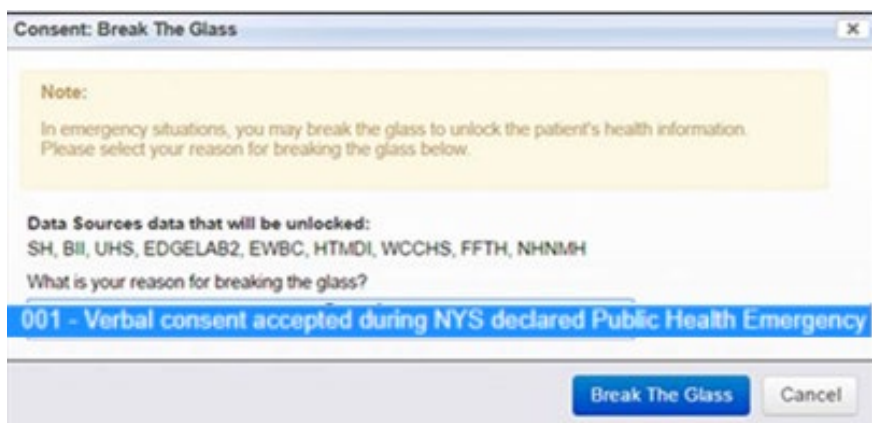 Consent: Break The Glass
Note:
In emergency situations, you may break the glass to unlock the patient's health information.
Please select your reason for breaking the glass below.
Data Sources data that will be unlocked:
SH, BII, UHS, EDGELAB2, EWBC, HTMDI, WCCHS, FFTH, NHNMH
What is your reason for breaking the glass?
001 - Verbal consent accepted during NYS declared Public Health Emergency
Break The Glass Cancel